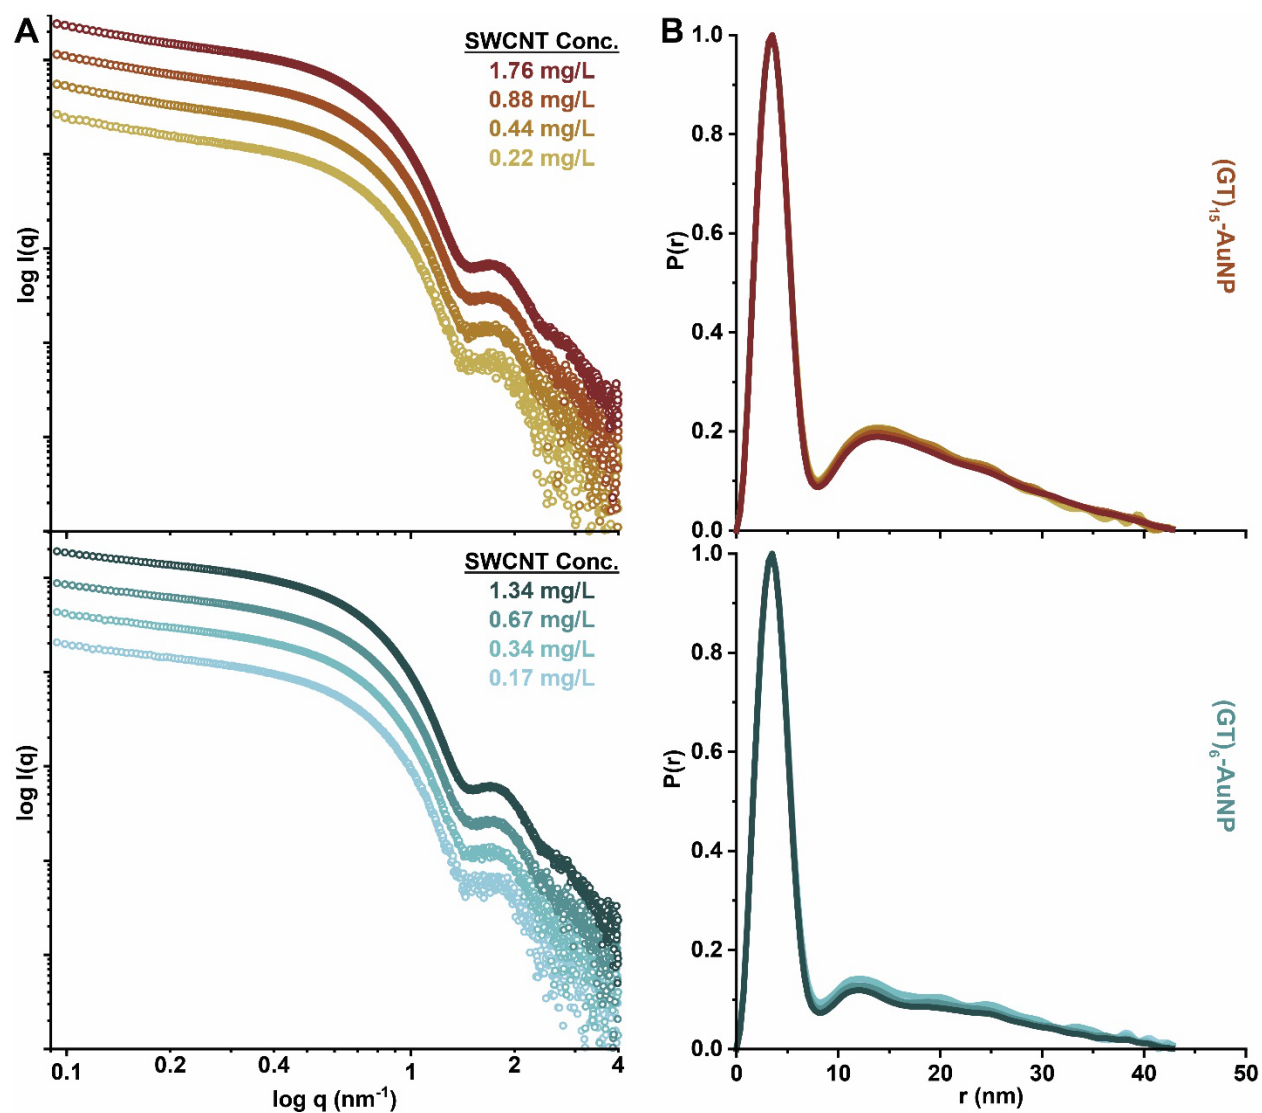 A
SWCNT Conc.
1.76 mg/L
0.88 mg/L
0.44 mg/L
0.22 mg/L
log I(q)
SWCNT Conc.
1.34 mg/L
0.67 mg/L
0.34 mg/L
0.17 mg/L
log I(q)
0.1 0.2 0.4 1 2 4
log q (nm⁻¹)
B
1.0
0.8
0.6
0.4
0.2
0.0
P(r)
(GT)₁₅-AuNP
1.0
0.8
0.6
0.4
0.2
0.0
P(r)
(GT)₆-AuNP
0 10 20 30 40 50
r (nm)